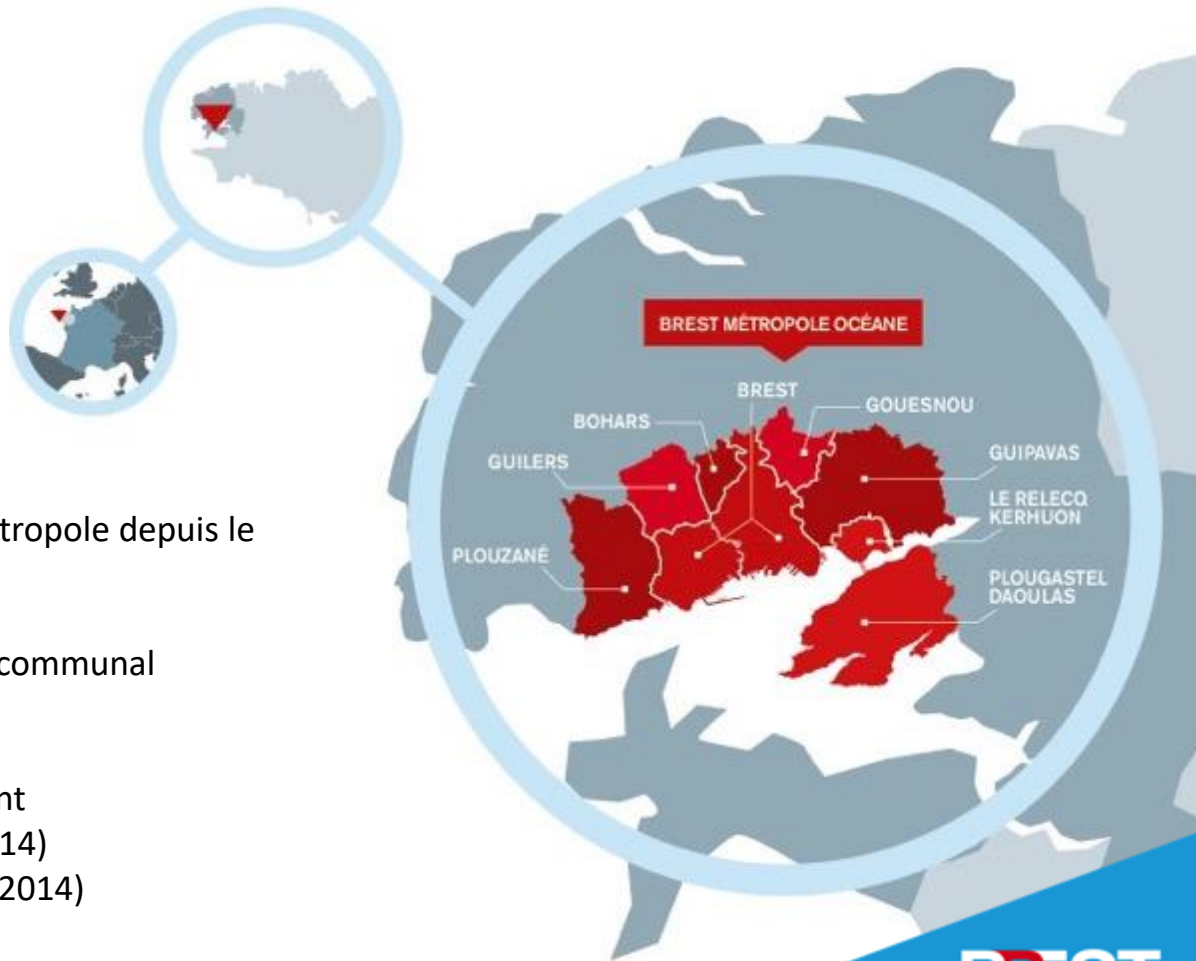 BREST MÉTROPOLE OCÉANE
BREST
BOHARS
GOUESNOU
GUILERS
GUIPAVAS
LE RELECQ
KERHUON
PLOUZANÉ
PLOUGASTEL
DAOULAS
tropole depuis le
communal
nt
14)
2014)
BREST